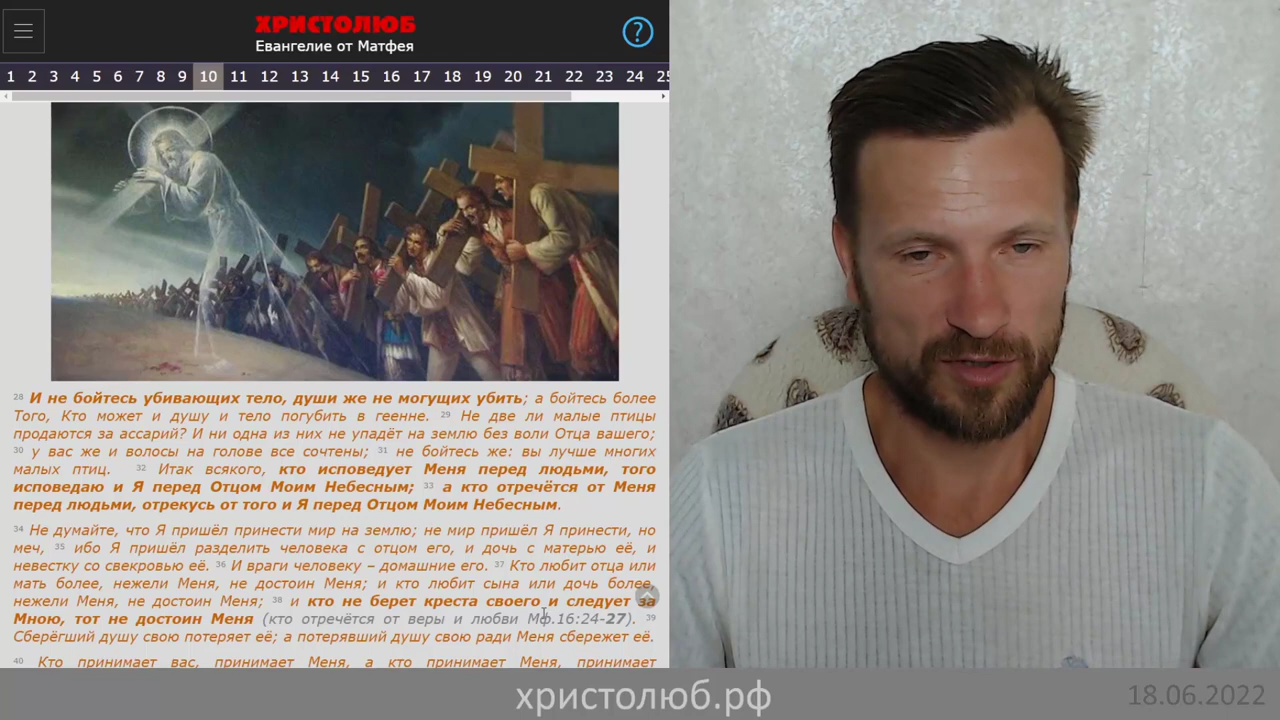 ХРИСТОЛЮБ
Евангелие от Матфея
?
1 2 3 4 5 6 7 8 9 10 11 12 13 14 15 16 17 18 19 20 21 22 23 24 25
28 И не бойтесь убивающих тело, души же не могущих убить; а бойтесь более
Того, Кто может и душу и тело погубить в геенне. 29 Не две ли малые птицы
продаются за ассарий? И ни одна из них не упадёт на землю без воли Отца вашего;
30 у вас же и волосы на голове все сочтены; 31 не бойтесь же: вы лучше многих
малых птиц. 32 Итак всякого, кто исповедует Меня перед людьми, того
исповедаю и Я перед Отцом Моим Небесным; 33 а кто отречётся от Меня
перед людьми, отрекусь от того и Я перед Отцом Моим Небесным.
34 Не думайте, что Я пришёл принести мир на землю; не мир пришёл Я принести, но
меч, 35 ибо Я пришёл разделить человека с отцом его, и дочь с матерью её, и
невестку со свекровью её. 36 И враги человеку – домашние его. 37 Кто любит отца или
мать более, нежели Меня, не достоин Меня; и кто любит сына или дочь более,
нежели Меня, не достоин Меня; 38 и кто не берет креста своего и следует за
Мною, тот не достоин Меня (кто отречётся от веры и любви Мф.16:24-27). 39
Сберёгший душу свою потеряет её; а потерявший душу свою ради Меня сбережет её.
40 Кто принимает вас, принимает Меня, а кто принимает Меня, принимает
христолюб.рф
18.06.2022